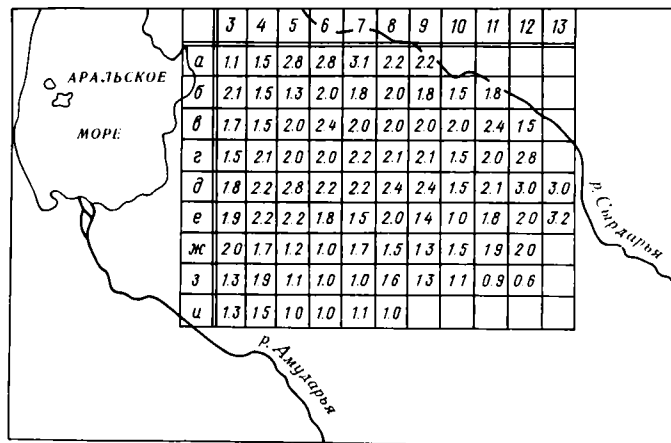 3 4 5 6 7 8 9 10 11 12 13
а 1.1 1.5 2.8 2.8 3.1 2.2 2.2
АРАЛЬСКОЕ
б 2.1 1.5 1.3 2.0 1.8 2.0 1.8 1.5 1.8
МОРЕ
в 1.7 1.5 2.0 2.4 2.0 2.0 2.0 2.0 2.4 1.5
г 1.5 2.1 2.0 2.0 2.2 2.1 2.1 1.5 2.0 2.8
д 1.8 2.2 2.8 2.2 2.2 2.4 2.4 1.5 2.1 3.0 3.0
е 1.9 2.2 2.2 1.8 1.5 2.0 1.4 1.0 1.8 2.0 3.2
ж 2.0 1.7 1.2 1.0 1.7 1.5 1.3 1.5 1.9 2.0
з 1.3 1.9 1.1 1.0 1.0 1.6 1.3 1.1 0.9 0.6
и 1.3 1.5 1.0 1.0 1.1 1.0
р. Сырдарья
р. Амударья